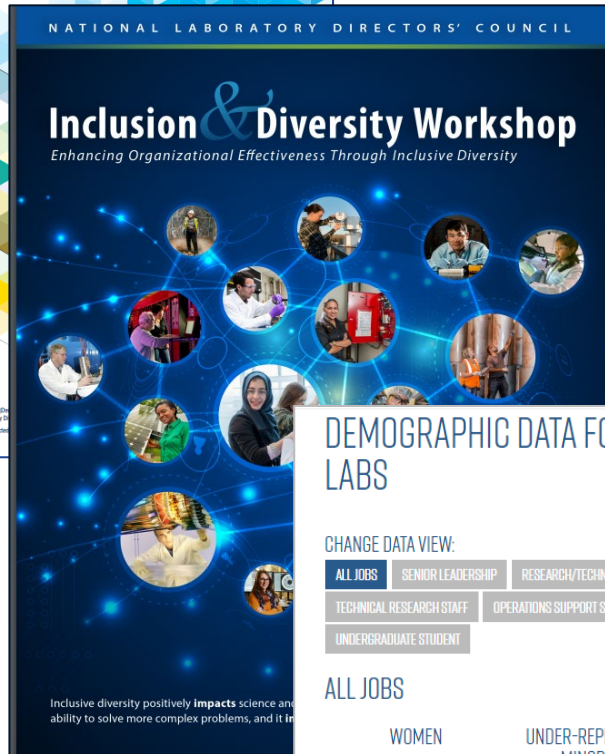 NATIONAL LABORATORY DIRECTORS' COUNCIL
Inclusion & Diversity Workshop
Enhancing Organizational Effectiveness Through Inclusive Diversity
Inclusive diversity positively impacts science
ability to solve more complex problems, and it
DEMOGRAPHIC DATA
LABS
CHANGE DATA VIEW:
ALL JOBS SENIOR LEADERSHIP
TECHNICAL RESEARCH STAFF OPERATIONS SUPPORT
UNDERGRADUATE STUDENT
ALL JOBS
WOMEN